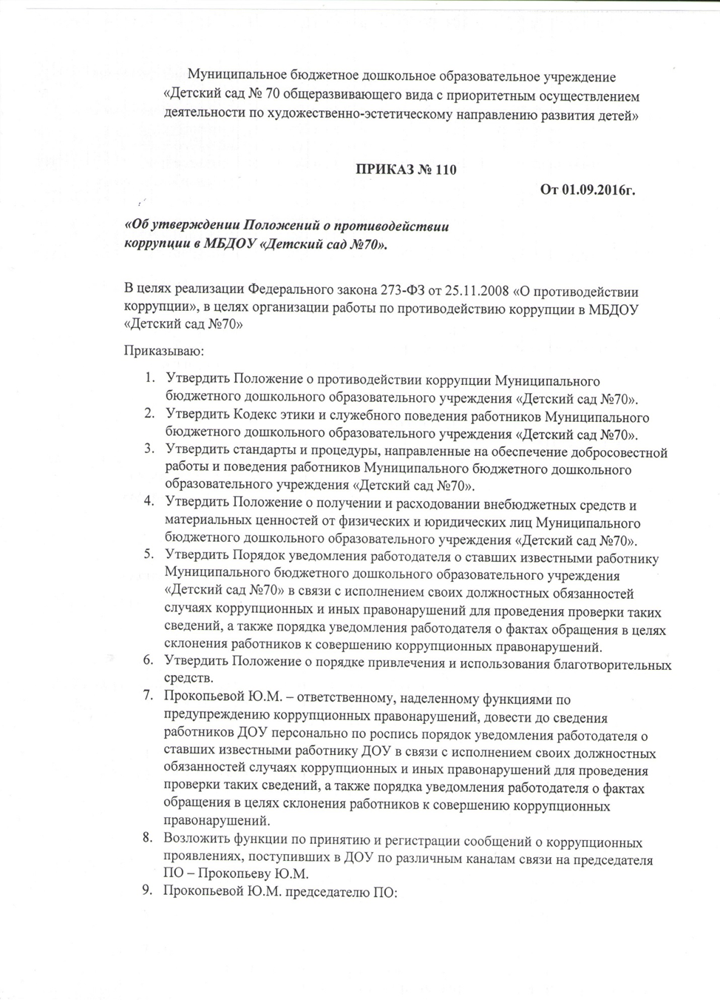 Муниципальное бюджетное дошкольное образовательное учреждение
«Детский сад № 70 общеразвивающего вида с приоритетным осуществлением
деятельности по художественно-эстетическому направлению развития детей»
ПРИКАЗ № 110
От 01.09.2016г.
«Об утверждении Положений о противодействии
коррупции в МБДОУ «Детский сад №70».
В целях реализации Федерального закона 273-ФЗ от 25.11.2008 «О противодействии
коррупции», в целях организации работы по противодействию коррупции в МБДОУ
«Детский сад №70»
Приказываю:
1. Утвердить Положение о противодействии коррупции Муниципального
бюджетного дошкольного образовательного учреждения «Детский сад №70».
2. Утвердить Кодекс этики и служебного поведения работников Муниципального
бюджетного дошкольного образовательного учреждения «Детский сад №70».
3. Утвердить стандарты и процедуры, направленные на обеспечение добросовестной
работы и поведения работников Муниципального бюджетного дошкольного
образовательного учреждения «Детский сад №70».
4. Утвердить Положение о получении и расходовании внебюджетных средств и
материальных ценностей от физических и юридических лиц Муниципального
бюджетного дошкольного образовательного учреждения «Детский сад №70».
5. Утвердить Порядок уведомления работодателя о ставших известными работнику
Муниципального бюджетного дошкольного образовательного учреждения
«Детский сад №70» в связи с исполнением своих должностных обязанностей
случаях коррупционных и иных правонарушений для проведения проверки таких
сведений, а также порядка уведомления работодателя о фактах обращения в целях
склонения работников к совершению коррупционных правонарушений.
6. Утвердить Положение о порядке привлечения и использования благотворительных
средств.
7. Прокопьевой Ю.М. – ответственному, наделенному функциями по
предупреждению коррупционных правонарушений, довести до сведения
работников ДОУ персонально по роспись порядок уведомления работодателя о
ставших известными работнику ДОУ в связи с исполнением своих должностных
обязанностей случаях коррупционных и иных правонарушений для проведения
проверки таких сведений, а также порядка уведомления работодателя о фактах
обращения в целях склонения работников к совершению коррупционных
правонарушений.
8. Возложить функции по принятию и регистрации сообщений о коррупционных
проявлениях, поступивших в ДОУ по различным каналам связи на председателя
ПО – Прокопьеву Ю.М.
9. Прокопьевой Ю.М. председателю ПО: